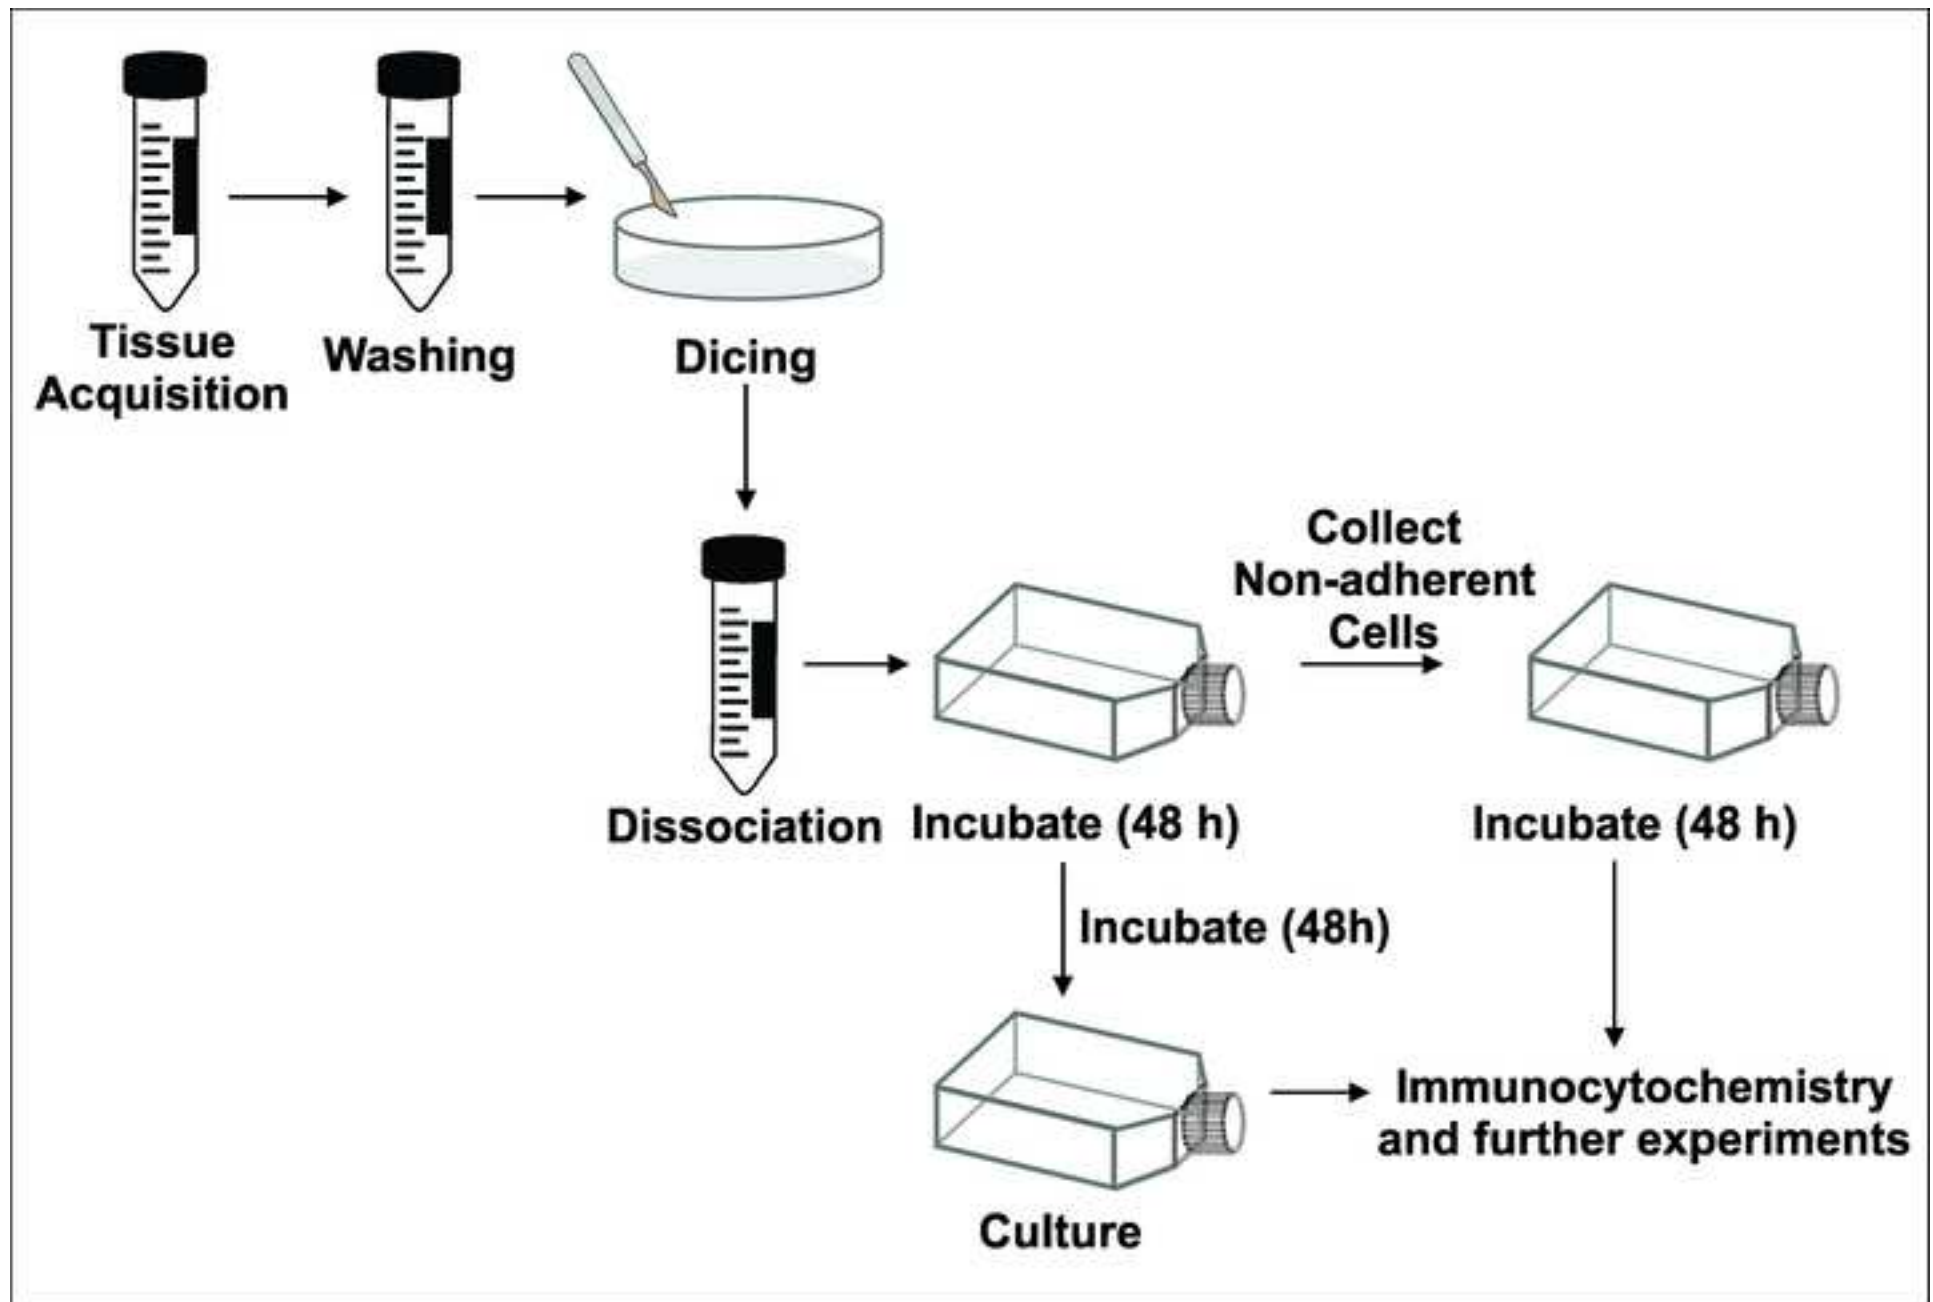 Tissue
Acquisition
Washing
Dicing
Collect
Non-adherent
Cells
Dissociation
Incubate (48 h)
Incubate (48 h)
Incubate (48h)
Immunocytochemistry
and further experiments
Culture